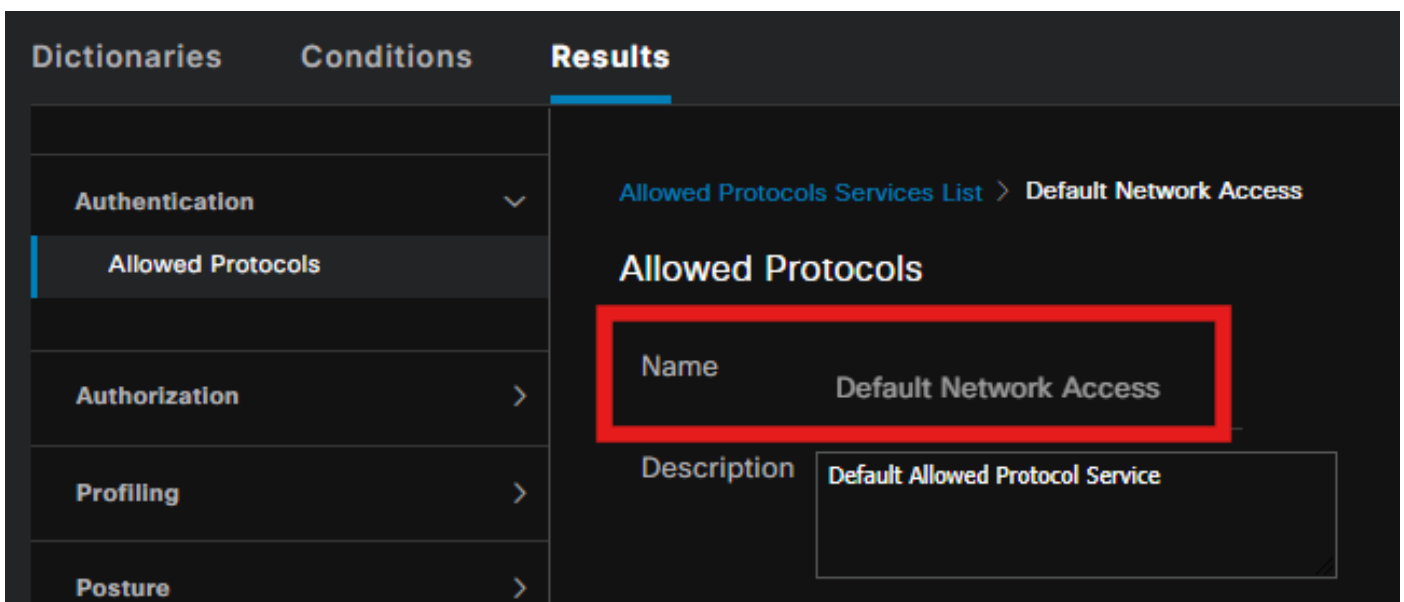 Dictionaries Conditions Results
Authentication
Allowed Protocols
Authorization
Profiling
Posture
Allowed Protocols Services List > Default Network Access
Allowed Protocols
Name Default Network Access
Description Default Allowed Protocol Service